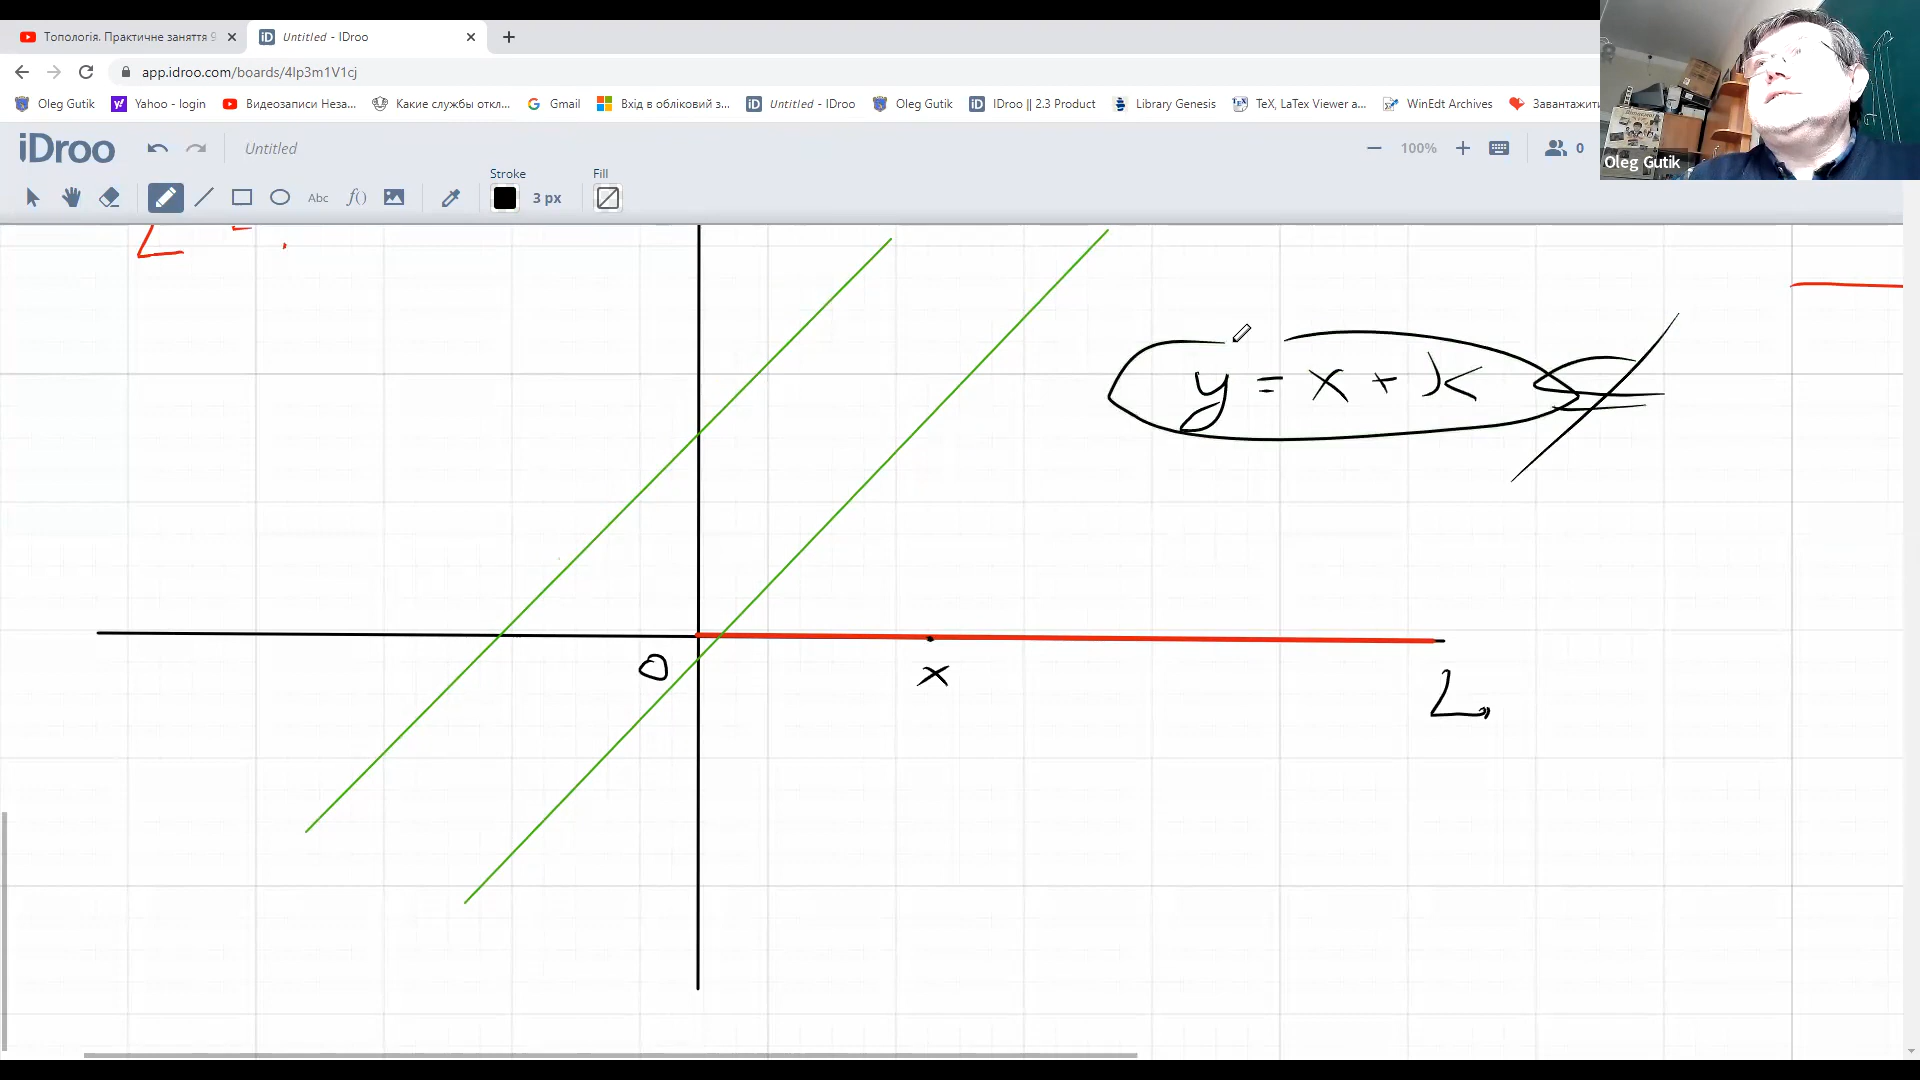 Топологія. Практичне заняття 9
Untitled - IDroo
app.idroo.com/boards/4lp3m1V1cj
Oleg Gutik
Yahoo - login
Видеозаписи Неза...
Какие службы откл...
Gmail
Вхід в обліковий з...
Untitled - IDroo
Oleg Gutik
IDroo || 2.3 Product
Library Genesis
TeX, LaTex Viewer a...
WinEdt Archives
Завантажити
Oleg Gutik
iDroo
Untitled
100%
0
Abc
f()
Stroke
3 px
Fill
y = x + k
0
x
L